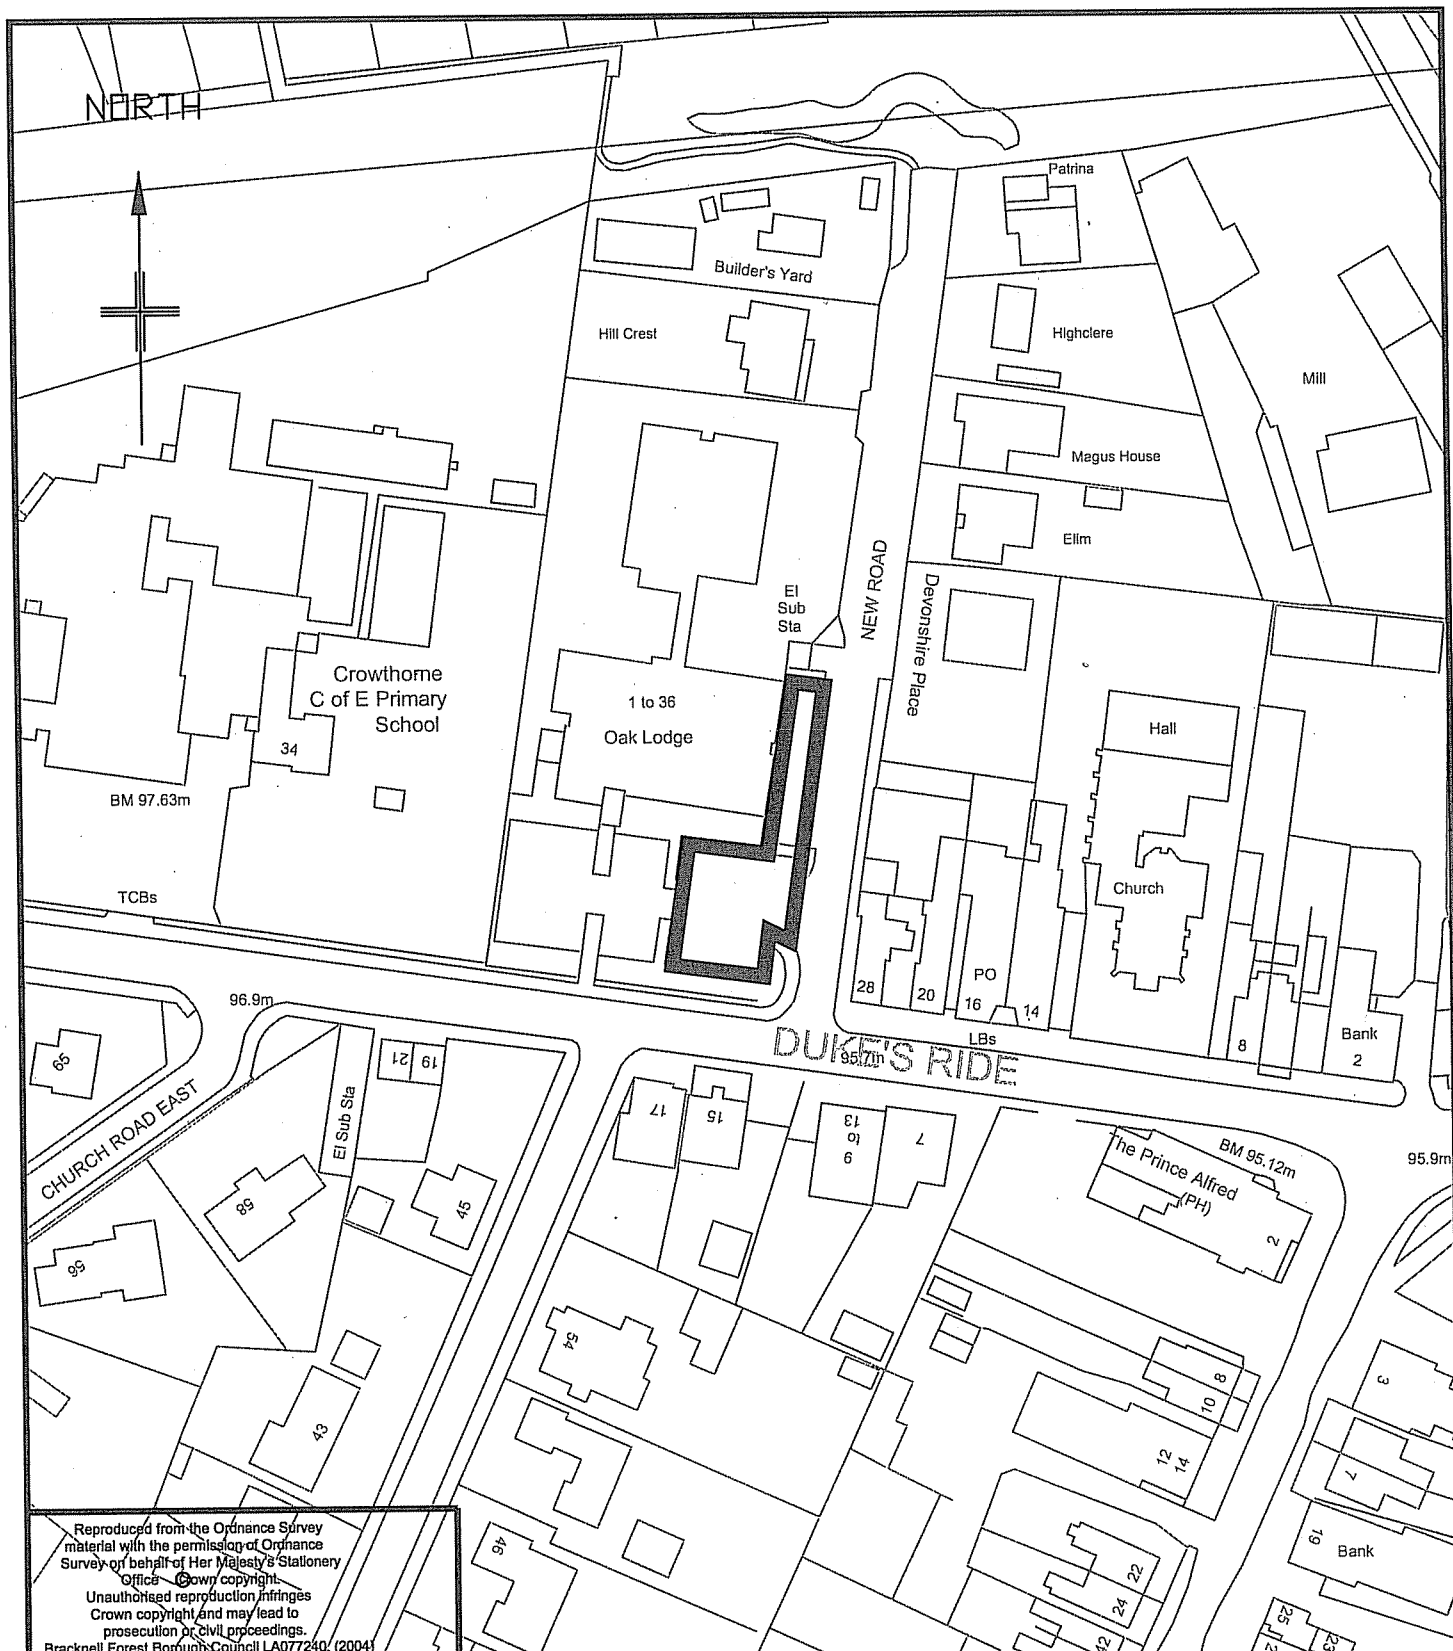 NORTH
Patrina
Builder's Yard
Hill Crest
Highclere
Mill
Magus House
Elim
El
Sub
Sta
NEW ROAD
Devonshire Place
Crowthorne
C of E Primary
School
1 to 36
Oak Lodge
Hall
34
BM 97.63m
TCBs
Church
PO
28
20
16
14
LBs
8
Bank
2
96.9m
DUKE'S RIDE
95.7m
65
21
19
El Sub Sta
CHURCH ROAD EAST
17
15
13
to
9
7
The Prince Alfred
(PH)
2
BM 95.12m
95.9m
58
45
56
54
43
8
10
12
14
3
7
19
Bank
46
22
24
42
25
23
Reproduced from the Ordnance Survey
material with the permission of Ordnance
Survey on behalf of Her Majesty's Stationery
Office © Crown copyright.
Unauthorised reproduction infringes
Crown copyright and may lead to
prosecution or civil proceedings.
Bracknell Forest Borough Council LA077240. (2004)